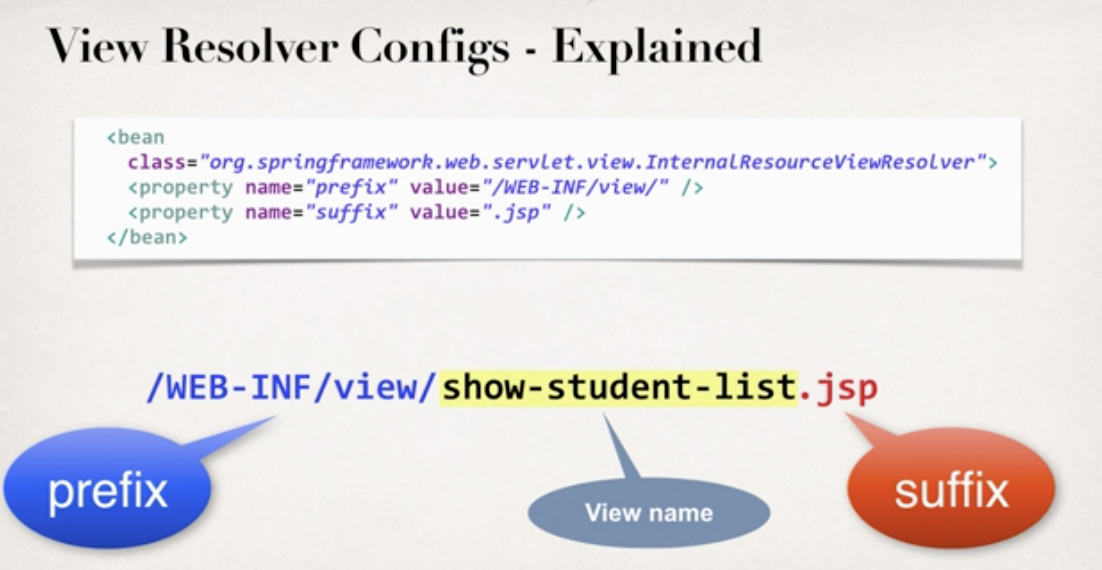 View Resolver Configs - Explained
<bean
class="org.springframework.web.servlet.view.InternalResourceViewResolver">
<property name="prefix" value="/WEB-INF/view/" />
<property name="suffix" value=".jsp" />
</bean>
/WEB-INF/view/show-student-list.jsp
prefix
View name
suffix